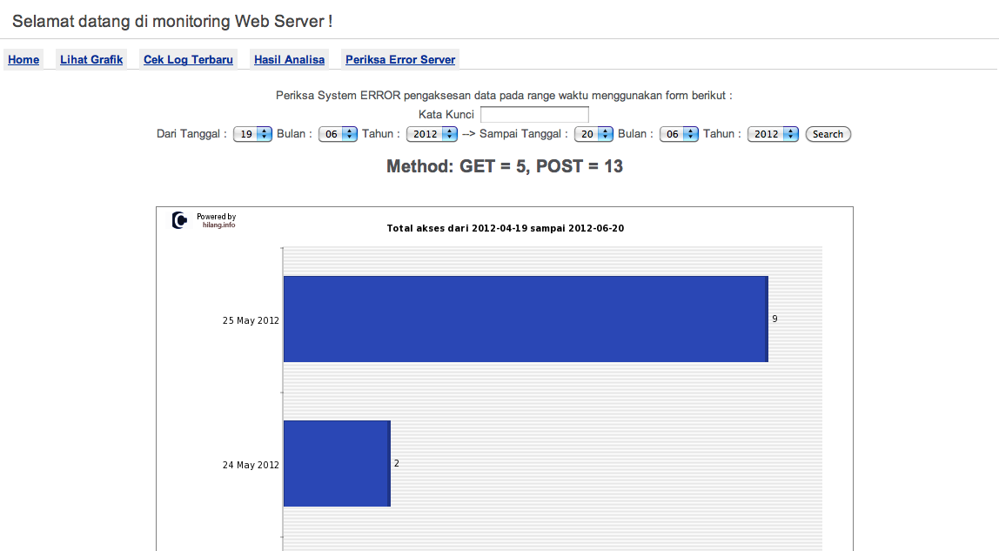 Selamat datang di monitoring Web Server !
Home Lihat Grafik Cek Log Terbaru Hasil Analisa Periksa Error Server
Periksa System ERROR pengaksesan data pada range waktu menggunakan form berikut :
Kata Kunci
Dari Tanggal : 19 Bulan : 06 Tahun : 2012 --> Sampai Tanggal : 20 Bulan : 06 Tahun : 2012 Search
Method: GET = 5, POST = 13
Powered by
hilang.info
Total akses dari 2012-04-19 sampai 2012-06-20
25 May 2012 9
24 May 2012 2